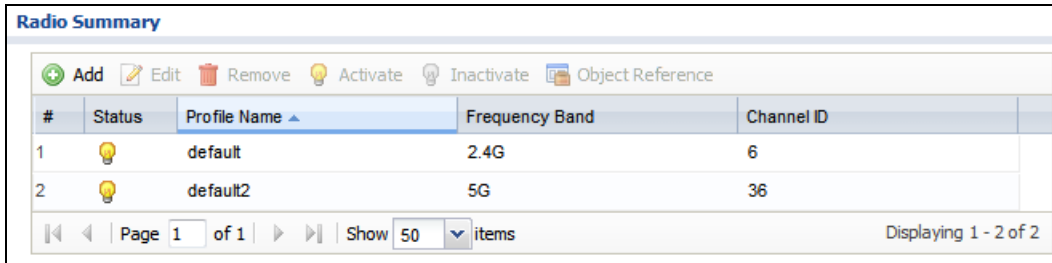 Radio Summary
Add Edit Remove Activate Inactivate Object Reference
# Status Profile Name Frequency Band Channel ID
1 default 2.4G 6
2 default2 5G 36
Page 1 of 1 Show 50 items Displaying 1 - 2 of 2